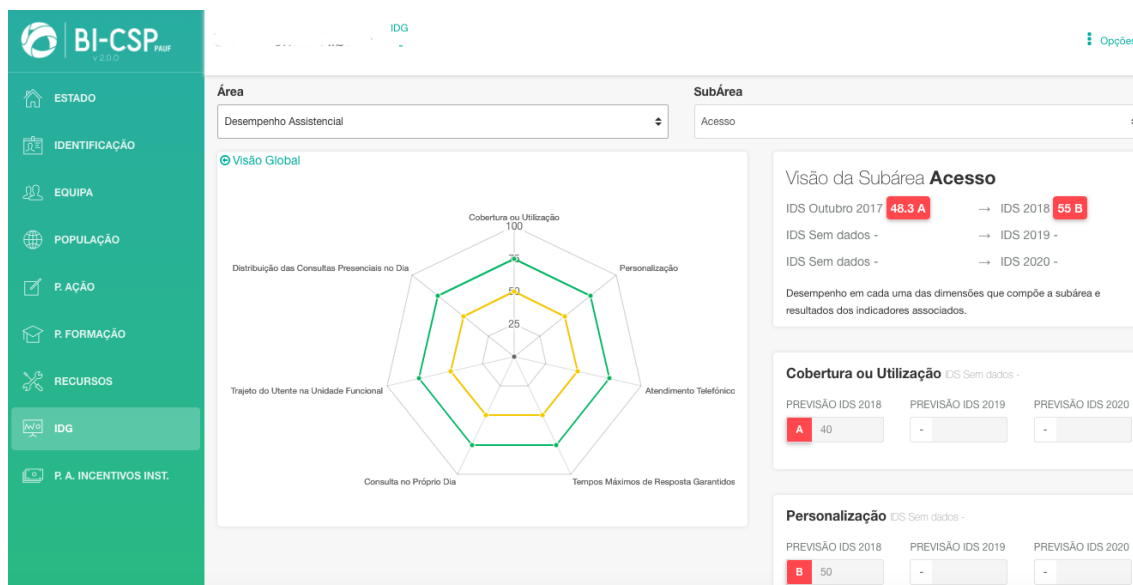 BI-CSP PAUF
V 2.0.0
IDG
Opções
ESTADO
IDENTIFICAÇÃO
EQUIPA
POPULAÇÃO
P. AÇÃO
P. FORMAÇÃO
RECURSOS
IDG
P. A. INCENTIVOS INST.
Área
Desempenho Assistencial
SubÁrea
Acesso
Visão Global
Cobertura ou Utilização
100
Distribuição das Consultas Presenciais no Dia
75
Personalização
50
25
Trajeto do Utente na Unidade Funcional
Atendimento Telefónico
Consulta no Próprio Dia
Tempos Máximos de Resposta Garantidos
Visão da Subárea Acesso
IDS Outubro 2017 48.3 A → IDS 2018 55 B
IDS Sem dados - → IDS 2019 -
IDS Sem dados - → IDS 2020 -
Desempenho em cada uma das dimensões que compõe a subárea e
resultados dos indicadores associados.
Cobertura ou Utilização IDS Sem dados -
PREVISÃO IDS 2018 PREVISÃO IDS 2019 PREVISÃO IDS 2020
A 40 - -
Personalização IDS Sem dados -
PREVISÃO IDS 2018 PREVISÃO IDS 2019 PREVISÃO IDS 2020
B 50 - -